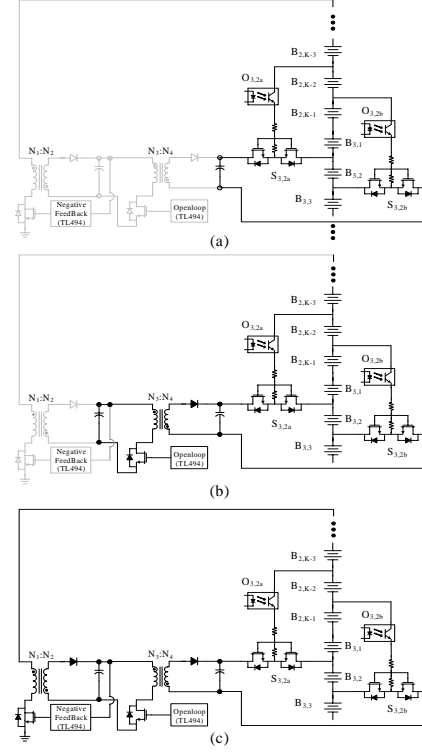 B2,K-3
O3,2a
B2,K-2
B2,K-1
O3,2b
N1:N2
N3:N4
B3,1
S3,2a
B3,2
Negative
FeedBack
(TL494)
Openloop
(TL494)
B3,3
S3,2b
(a)
B2,K-3
O3,2a
B2,K-2
B2,K-1
O3,2b
N1:N2
N3:N4
B3,1
S3,2a
B3,2
Negative
FeedBack
(TL494)
Openloop
(TL494)
B3,3
S3,2b
(b)
B2,K-3
O3,2a
B2,K-2
B2,K-1
O3,2b
N1:N2
N3:N4
B3,1
S3,2a
B3,2
Negative
FeedBack
(TL494)
Openloop
(TL494)
B3,3
S3,2b
(c)